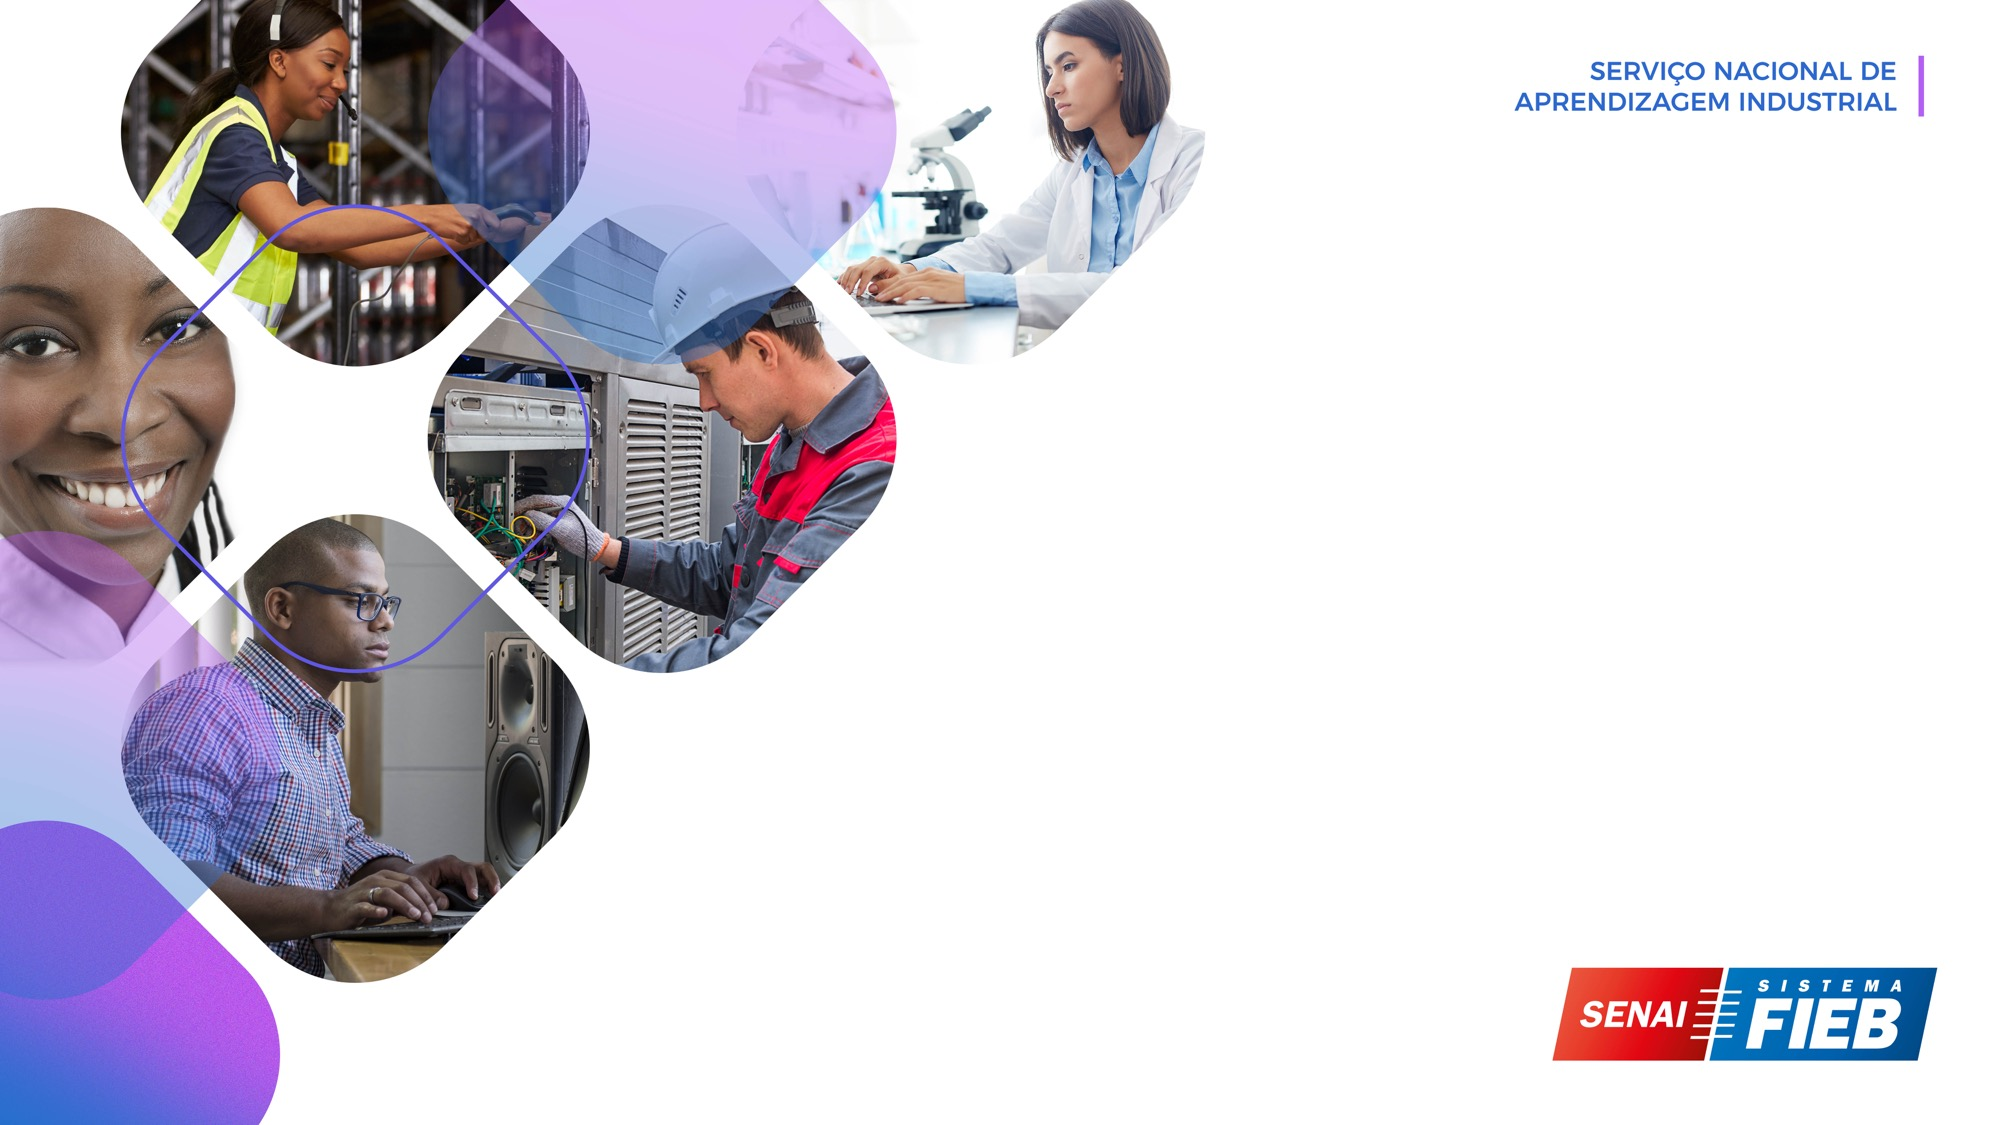 SERVIÇO NACIONAL DE
APRENDIZAGEM INDUSTRIAL
SENAI
SISTEMA
FIEB